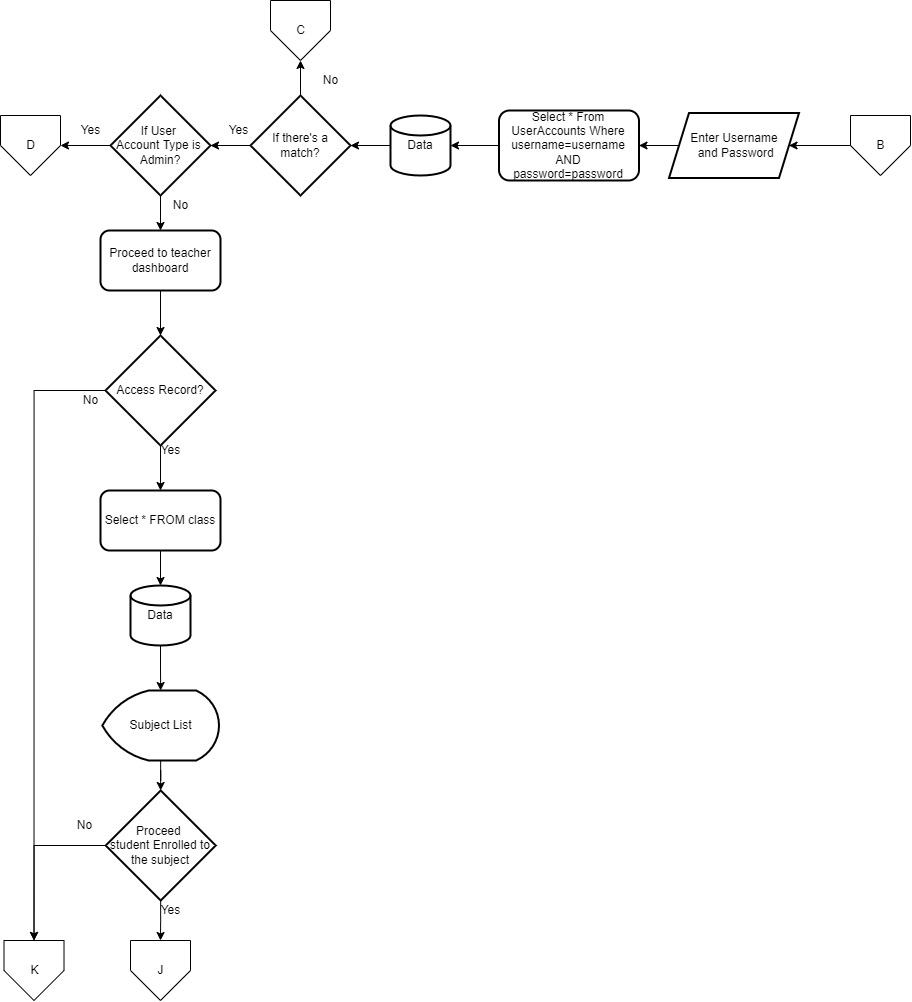 C
No
D
Yes
If User
Account Type is
Admin?
Yes
If there's a
match?
Data
Select * From
UserAccounts Where
username=username
AND
password=password
Enter Username
and Password
B
No
Proceed to teacher
dashboard
Access Record?
No
Yes
Select * FROM class
Data
Subject List
No
Proceed
student Enrolled to
the subject
Yes
K
J